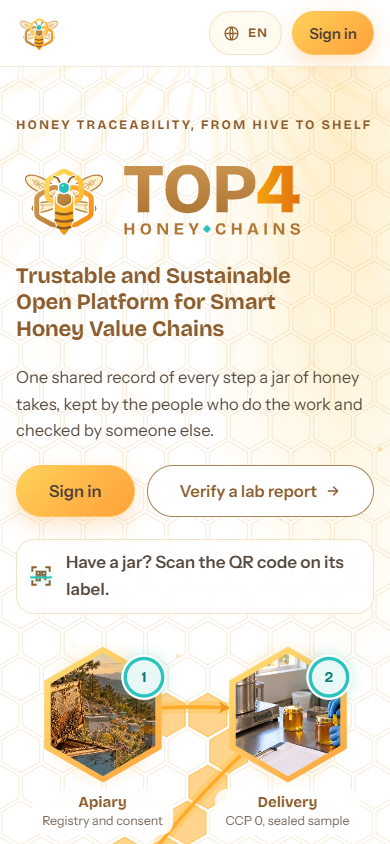 EN
Sign in
HONEY TRACEABILITY, FROM HIVE TO SHELF
TOP4
HONEY CHAINS
Trustable and Sustainable
Open Platform for Smart
Honey Value Chains
One shared record of every step a jar of honey
takes, kept by the people who do the work and
checked by someone else.
Sign in
Verify a lab report →
Have a jar? Scan the QR code on its
label.
1
2
Apiary
Registry and consent
Delivery
CCP 0, sealed sample